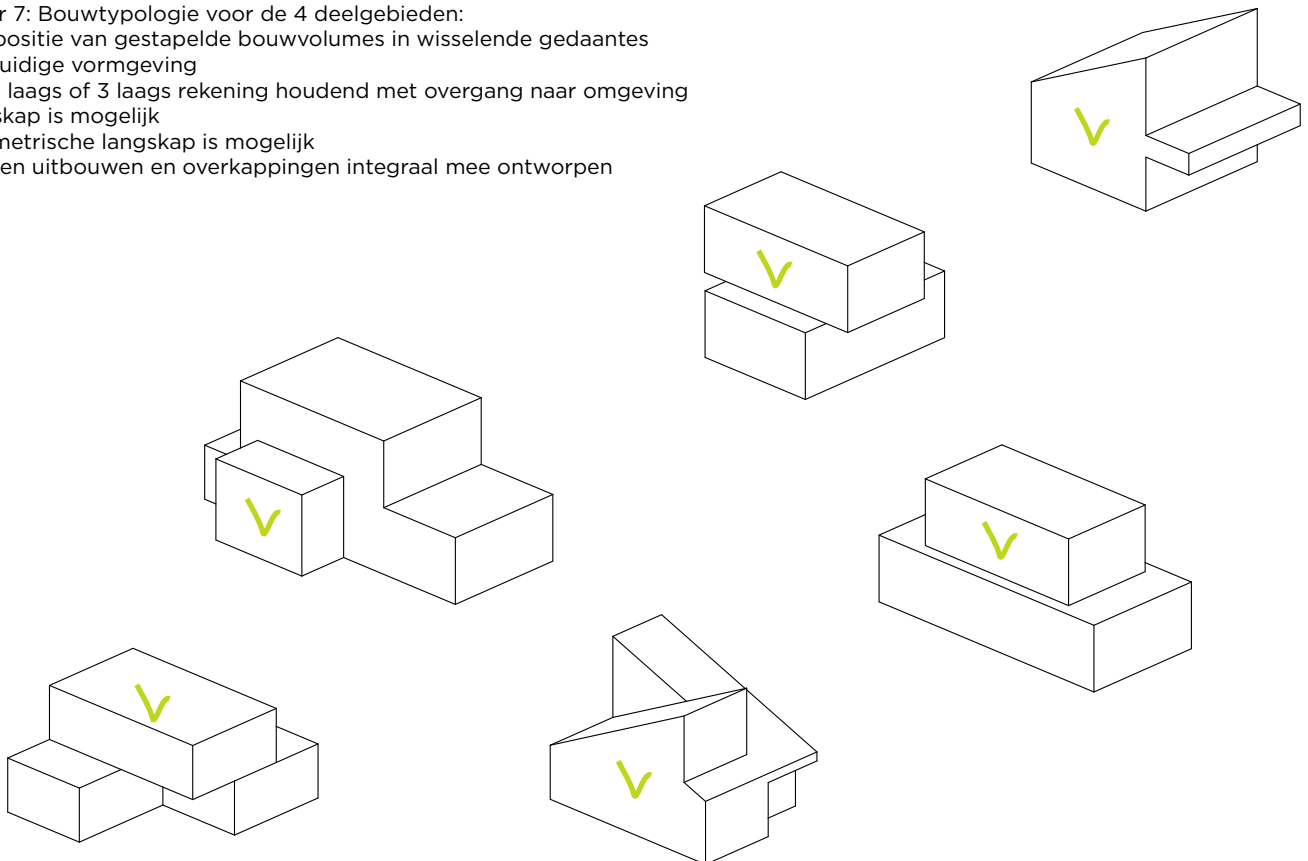 r 7: Bouwtypologie voor de 4 deelgebieden:
positie van gestapelde bouwvolumes in wisselende gedaantes
uidige vormgeving
laags of 3 laags rekening houdend met overgang naar omgeving
skap is mogelijk
metrische langskap is mogelijk
en uitbouwen en overkappingen integraal mee ontworpen